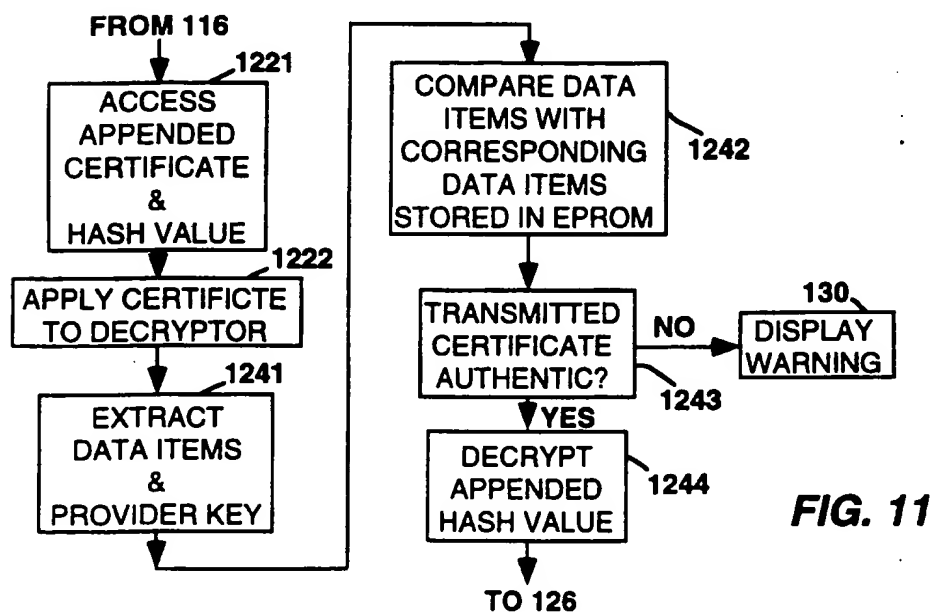 FROM 116
1221
ACCESS
APPENDED
CERTIFICATE
&
HASH VALUE
1222
APPLY CERTIFICTE
TO DECRYPTOR
1241
EXTRACT
DATA ITEMS
&
PROVIDER KEY
COMPARE DATA
ITEMS WITH
CORRESPONDING
DATA ITEMS
STORED IN EPROM
1242
TRANSMITTED
CERTIFICATE
AUTHENTIC?
1243
NO
130
DISPLAY
WARNING
YES
DECRYPT
APPENDED
HASH VALUE
1244
TO 126
FIG. 11